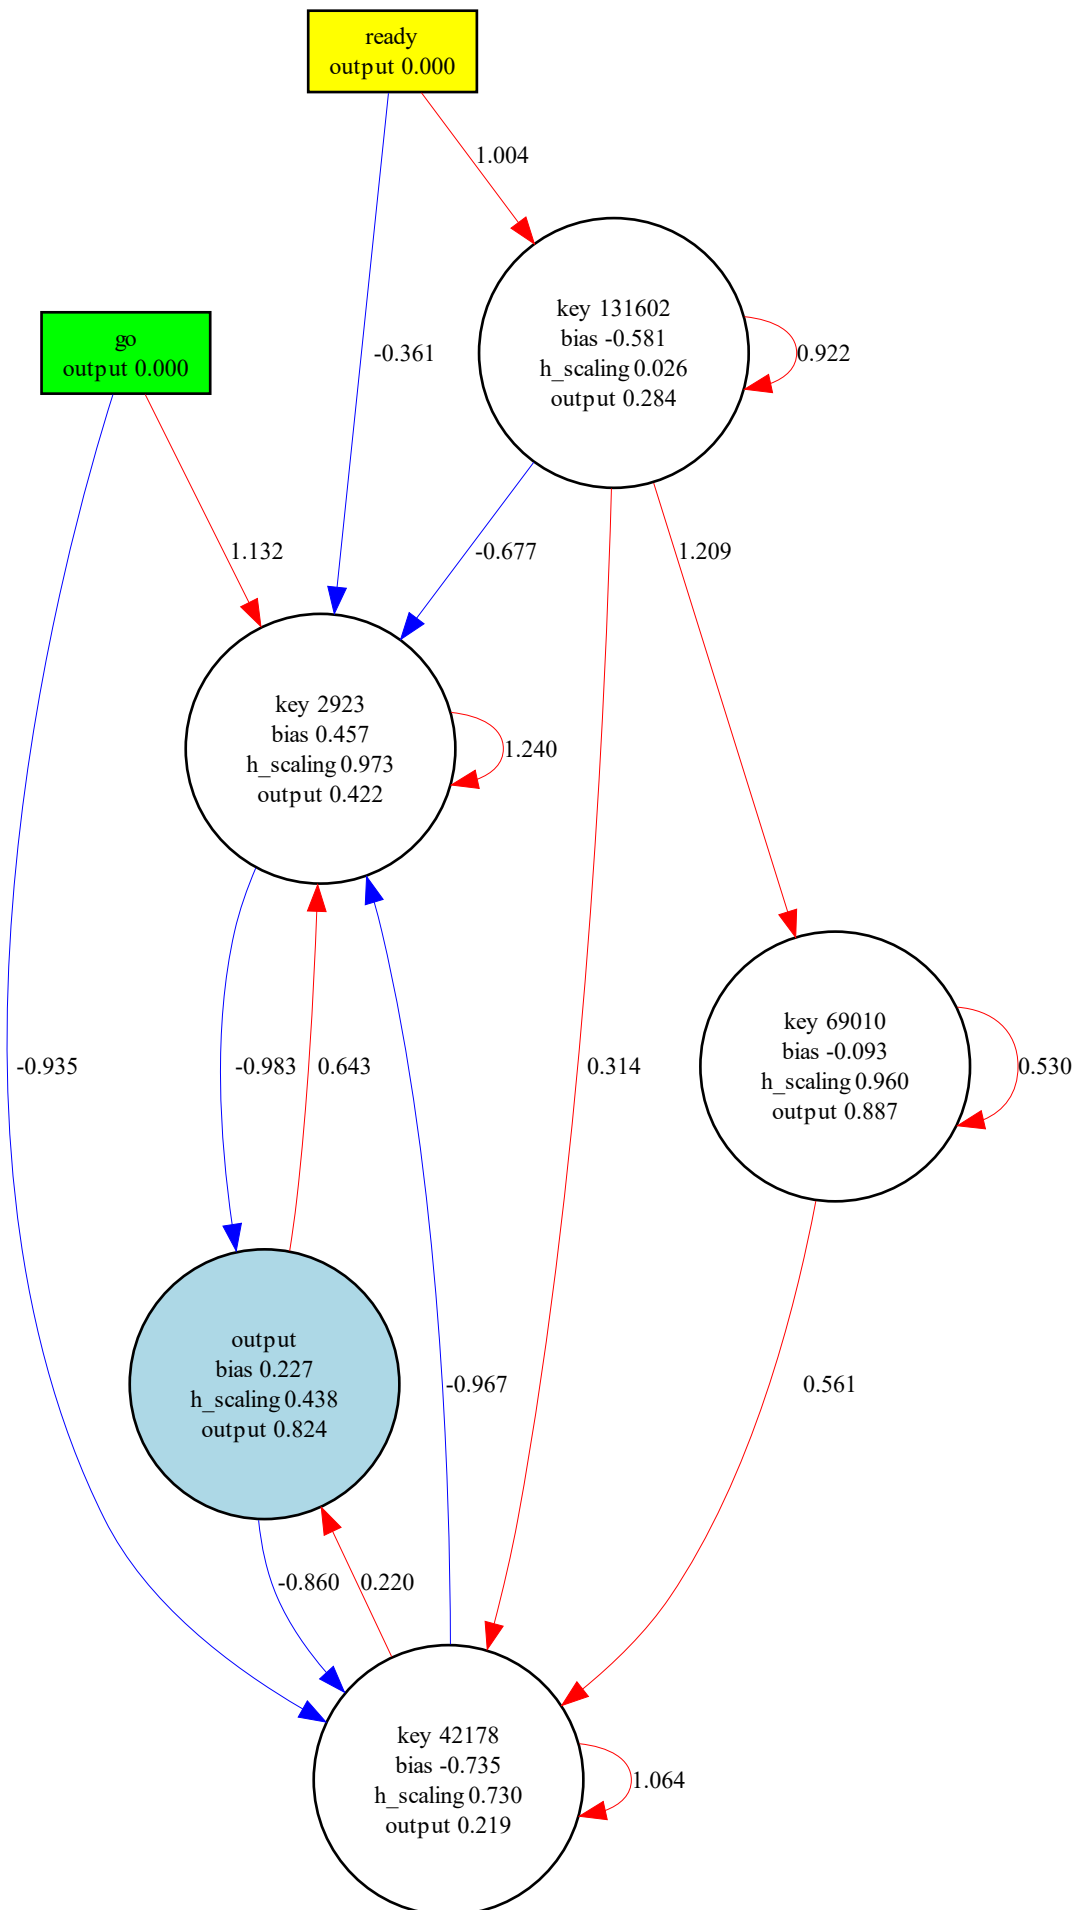 ready
output 0.000
1.004
key 131602
bias -0.581
h_scaling 0.026
output 0.284
0.922
go
output 0.000
-0.361
1.132
-0.677
1.209
key 2923
bias 0.457
h_scaling 0.973
output 0.422
1.240
key 69010
bias -0.093
h_scaling 0.960
output 0.887
0.530
-0.935
-0.983
0.643
0.314
output
bias 0.227
h_scaling 0.438
output 0.824
-0.967
0.561
-0.860
0.220
key 42178
bias -0.735
h_scaling 0.730
output 0.219
1.064